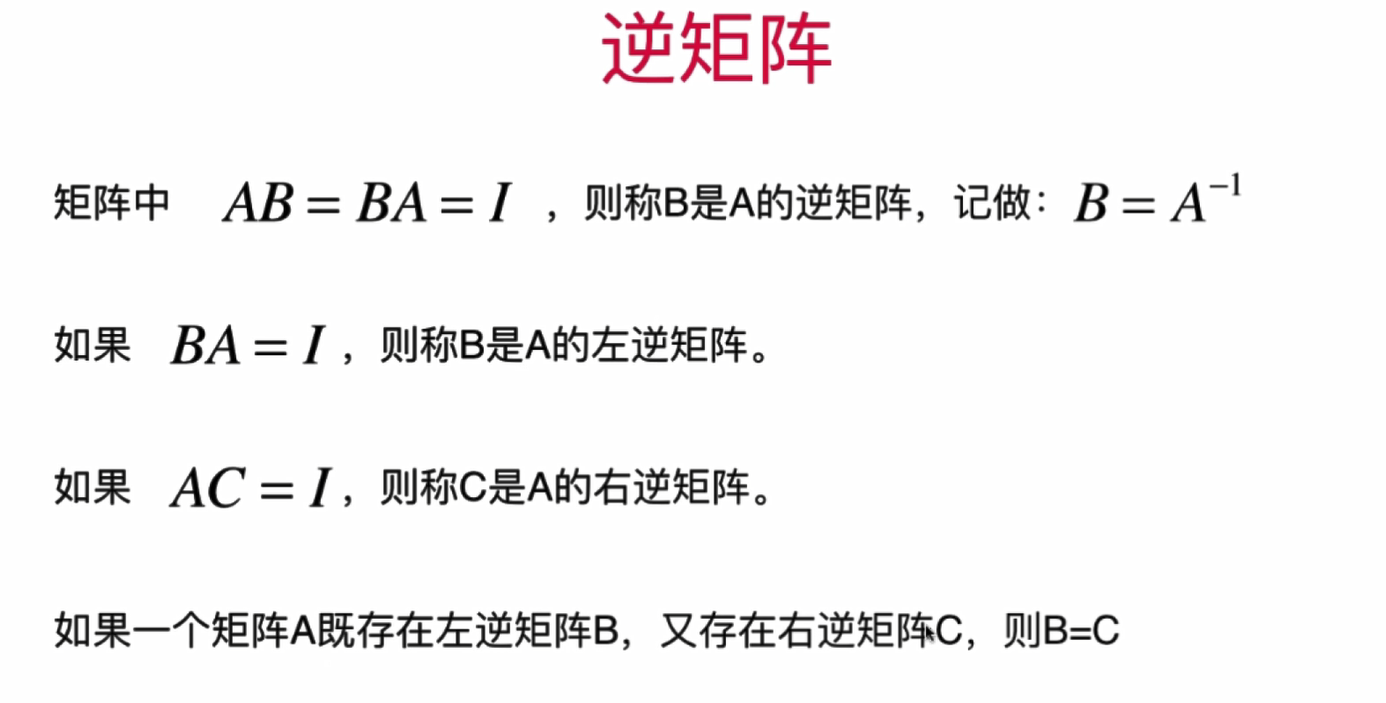 逆矩阵
矩阵中 AB = BA = I ，则称B是A的逆矩阵，记做：B = A⁻¹
如果 BA = I ，则称B是A的左逆矩阵。
如果 AC = I ，则称C是A的右逆矩阵。
如果一个矩阵A既存在左逆矩阵B，又存在右逆矩阵C，则B=C